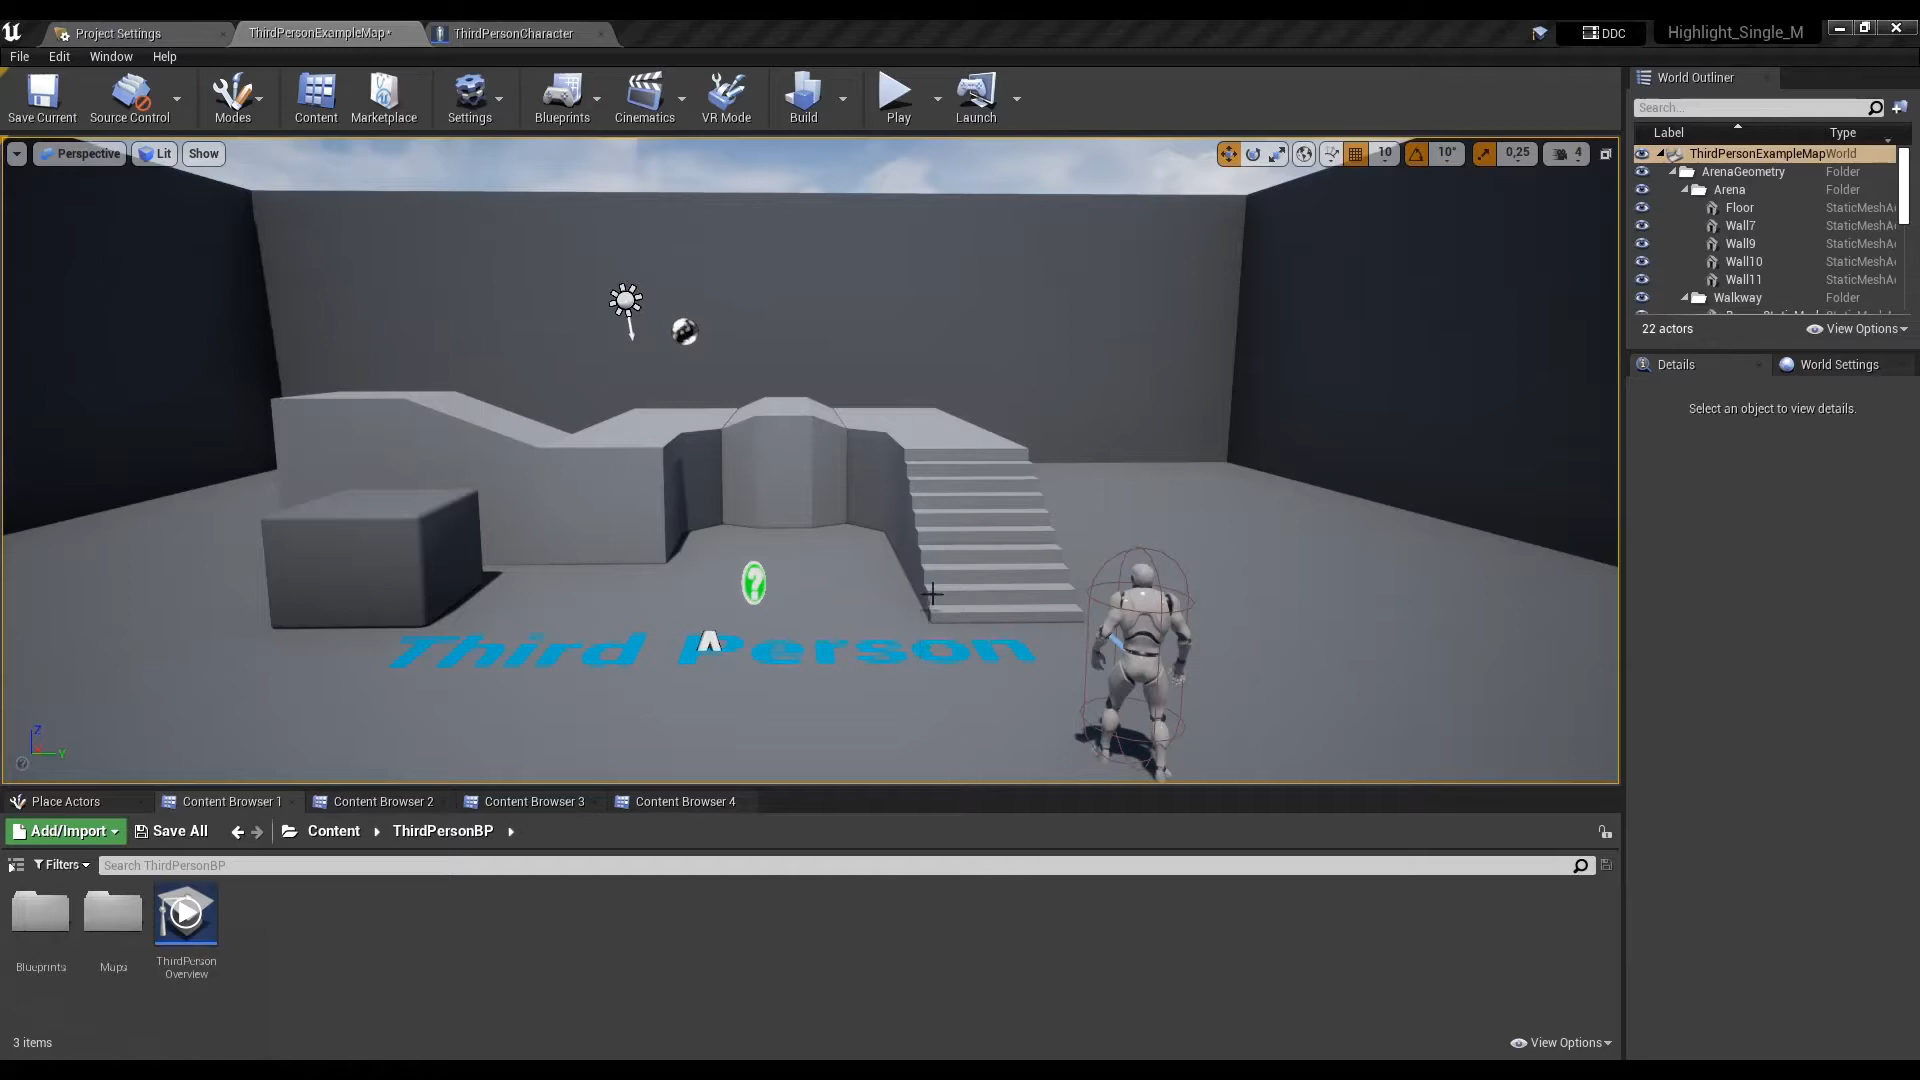 Project Settings
ThirdPersonExampleMap*
ThirdPersonCharacter
DDC
Highlight_Single_M
File
Edit
Window
Help
Save Current
Source Control
Modes
Content
Marketplace
Settings
Blueprints
Cinematics
VR Mode
Build
Play
Launch
Perspective
Lit
Show
10
10°
0,25
4
Third Person
Z
Y
World Outliner
Search...
Label
Type
ThirdPersonExampleMap World
ArenaGeometry Folder
Arena Folder
Floor StaticMeshA
Wall7 StaticMeshA
Wall9 StaticMeshA
Wall10 StaticMeshA
Wall11 StaticMeshA
Walkway Folder
22 actors
View Options
Details
World Settings
Select an object to view details.
Place Actors
Content Browser 1
Content Browser 2
Content Browser 3
Content Browser 4
Add/Import
Save All
Content
ThirdPersonBP
Filters
Search ThirdPersonBP
Blueprints
Maps
ThirdPerson
Overview
3 items
View Options